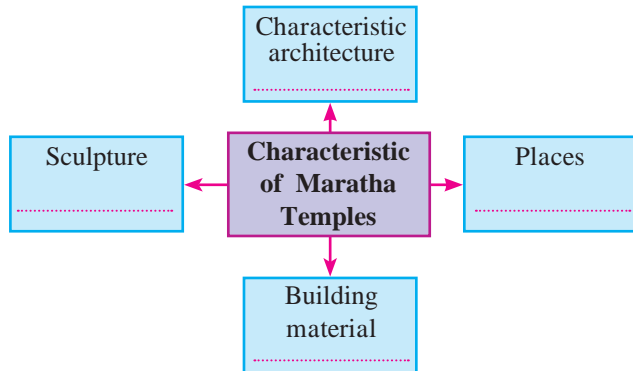 Characteristic
architecture
Sculpture
Characteristic
of Maratha
Temples
Places
Building
material